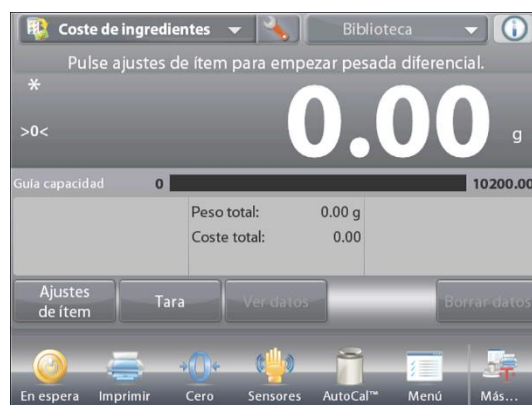 Coste de ingredientes Biblioteca
Pulse ajustes de ítem para empezar pesada diferencial.
*
>0< 0.00 g
Guía capacidad 0 10200.00
Peso total: 0.00 g
Coste total: 0.00
Ajustes de ítem Tara Ver datos Borrar datos
En espera Imprimir Cero Sensores AutoCal™ Menú Más...